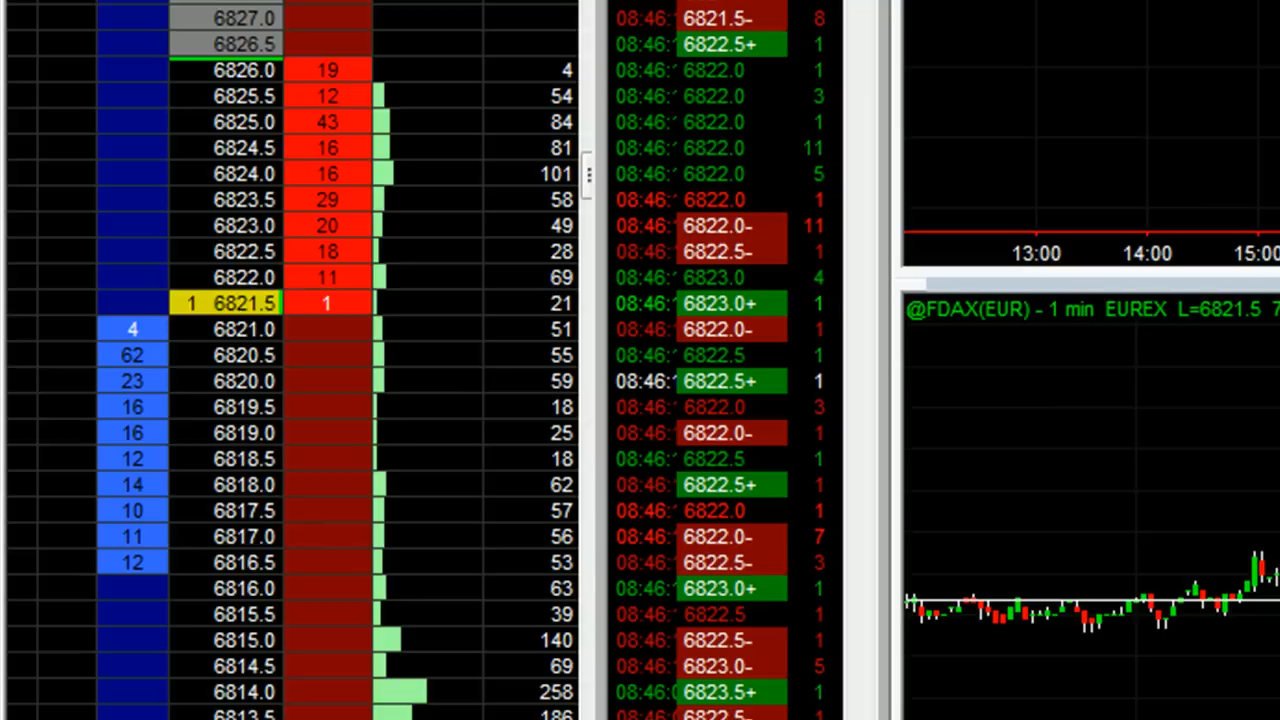 6827.0
6826.5
6826.0 19 4
6825.5 12 54
6825.0 43 84
6824.5 16 81
6824.0 16 101
6823.5 29 58
6823.0 20 49
6822.5 18 28
6822.0 11 69
1 6821.5 1 21
4 6821.0 51
62 6820.5 55
23 6820.0 59
16 6819.5 18
16 6819.0 25
12 6818.5 18
14 6818.0 62
10 6817.5 57
11 6817.0 56
12 6816.5 53
6816.0 63
6815.5 39
6815.0 140
6814.5 69
6814.0 258
6813.5 186
08:46: 6821.5- 8
08:46: 6822.5+ 1
08:46: 6822.0 1
08:46: 6822.0 3
08:46: 6822.0 1
08:46: 6822.0 11
08:46: 6822.0 5
08:46: 6822.0 1
08:46: 6822.0- 11
08:46: 6822.5- 1
08:46: 6823.0 4
08:46: 6823.0+ 1
08:46: 6822.0- 1
08:46: 6822.5 1
08:46: 6822.5+ 1
08:46: 6822.0 3
08:46: 6822.0- 1
08:46: 6822.5 1
08:46: 6822.5+ 1
08:46: 6822.0 1
08:46: 6822.0- 7
08:46: 6822.5- 3
08:46: 6823.0+ 1
08:46: 6822.5 1
08:46: 6822.5- 1
08:46: 6823.0- 5
08:46: 6823.5+ 1
08:46: 6822.5- 1
13:00 14:00 15:00
@FDAX(EUR) - 1 min EUREX L=6821.5